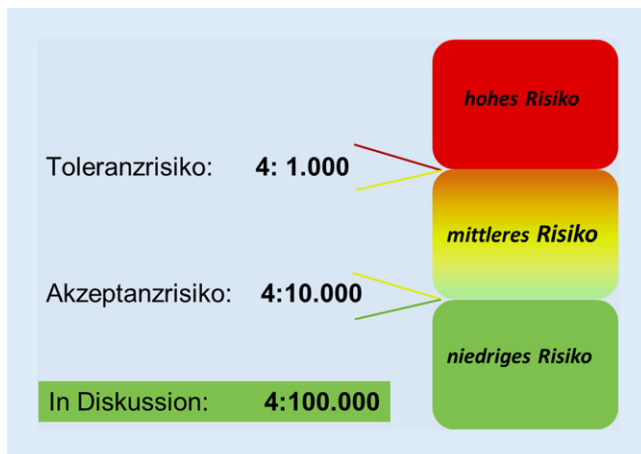 hohes Risiko
Toleranzrisiko: 4: 1.000
mittleres Risiko
Akzeptanzrisiko: 4:10.000
niedriges Risiko
In Diskussion: 4:100.000